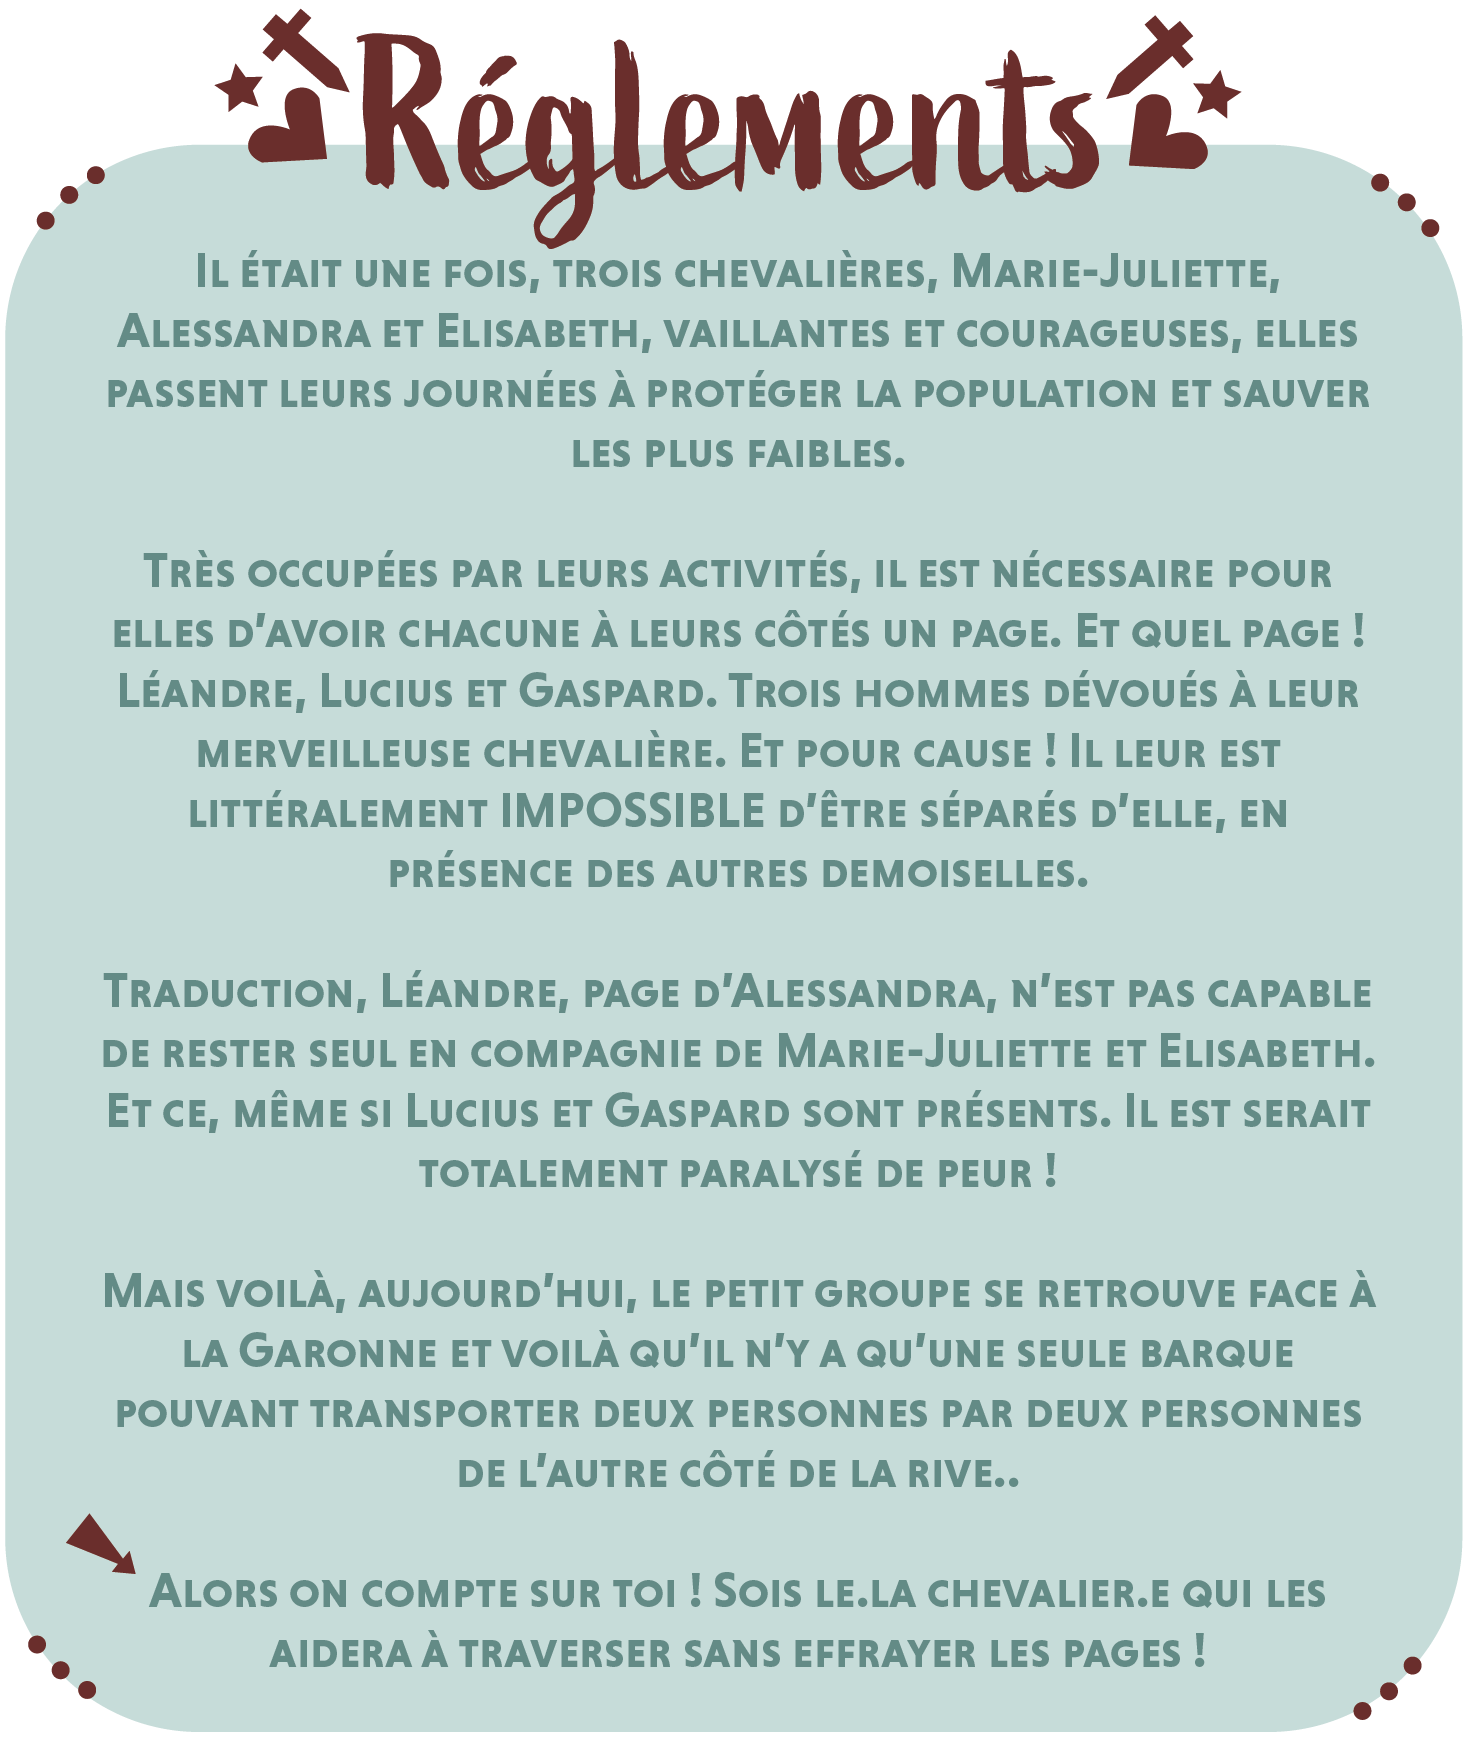 Réglements
Il était une fois, trois chevalières, Marie-Juliette,
Alessandra et Elisabeth, vaillantes et courageuses, elles
passent leurs journées à protéger la population et sauver
les plus faibles.
Très occupées par leurs activités, il est nécessaire pour
elles d'avoir chacune à leurs côtés un page. Et quel page !
Léandre, Lucius et Gaspard. Trois hommes dévoués à leur
merveilleuse chevalière. Et pour cause ! Il leur est
littéralement IMPOSSIBLE d'être séparés d'elle, en
présence des autres demoiselles.
Traduction, Léandre, page d'Alessandra, n'est pas capable
de rester seul en compagnie de Marie-Juliette et Elisabeth.
Et ce, même si Lucius et Gaspard sont présents. Il est serait
totalement paralysé de peur !
Mais voilà, aujourd'hui, le petit groupe se retrouve face à
la Garonne et voilà qu'il n'y a qu'une seule barque
pouvant transporter deux personnes par deux personnes
de l'autre côté de la rive..
Alors on compte sur toi ! Sois le.la chevalier.e qui les
aidera à traverser sans effrayer les pages !